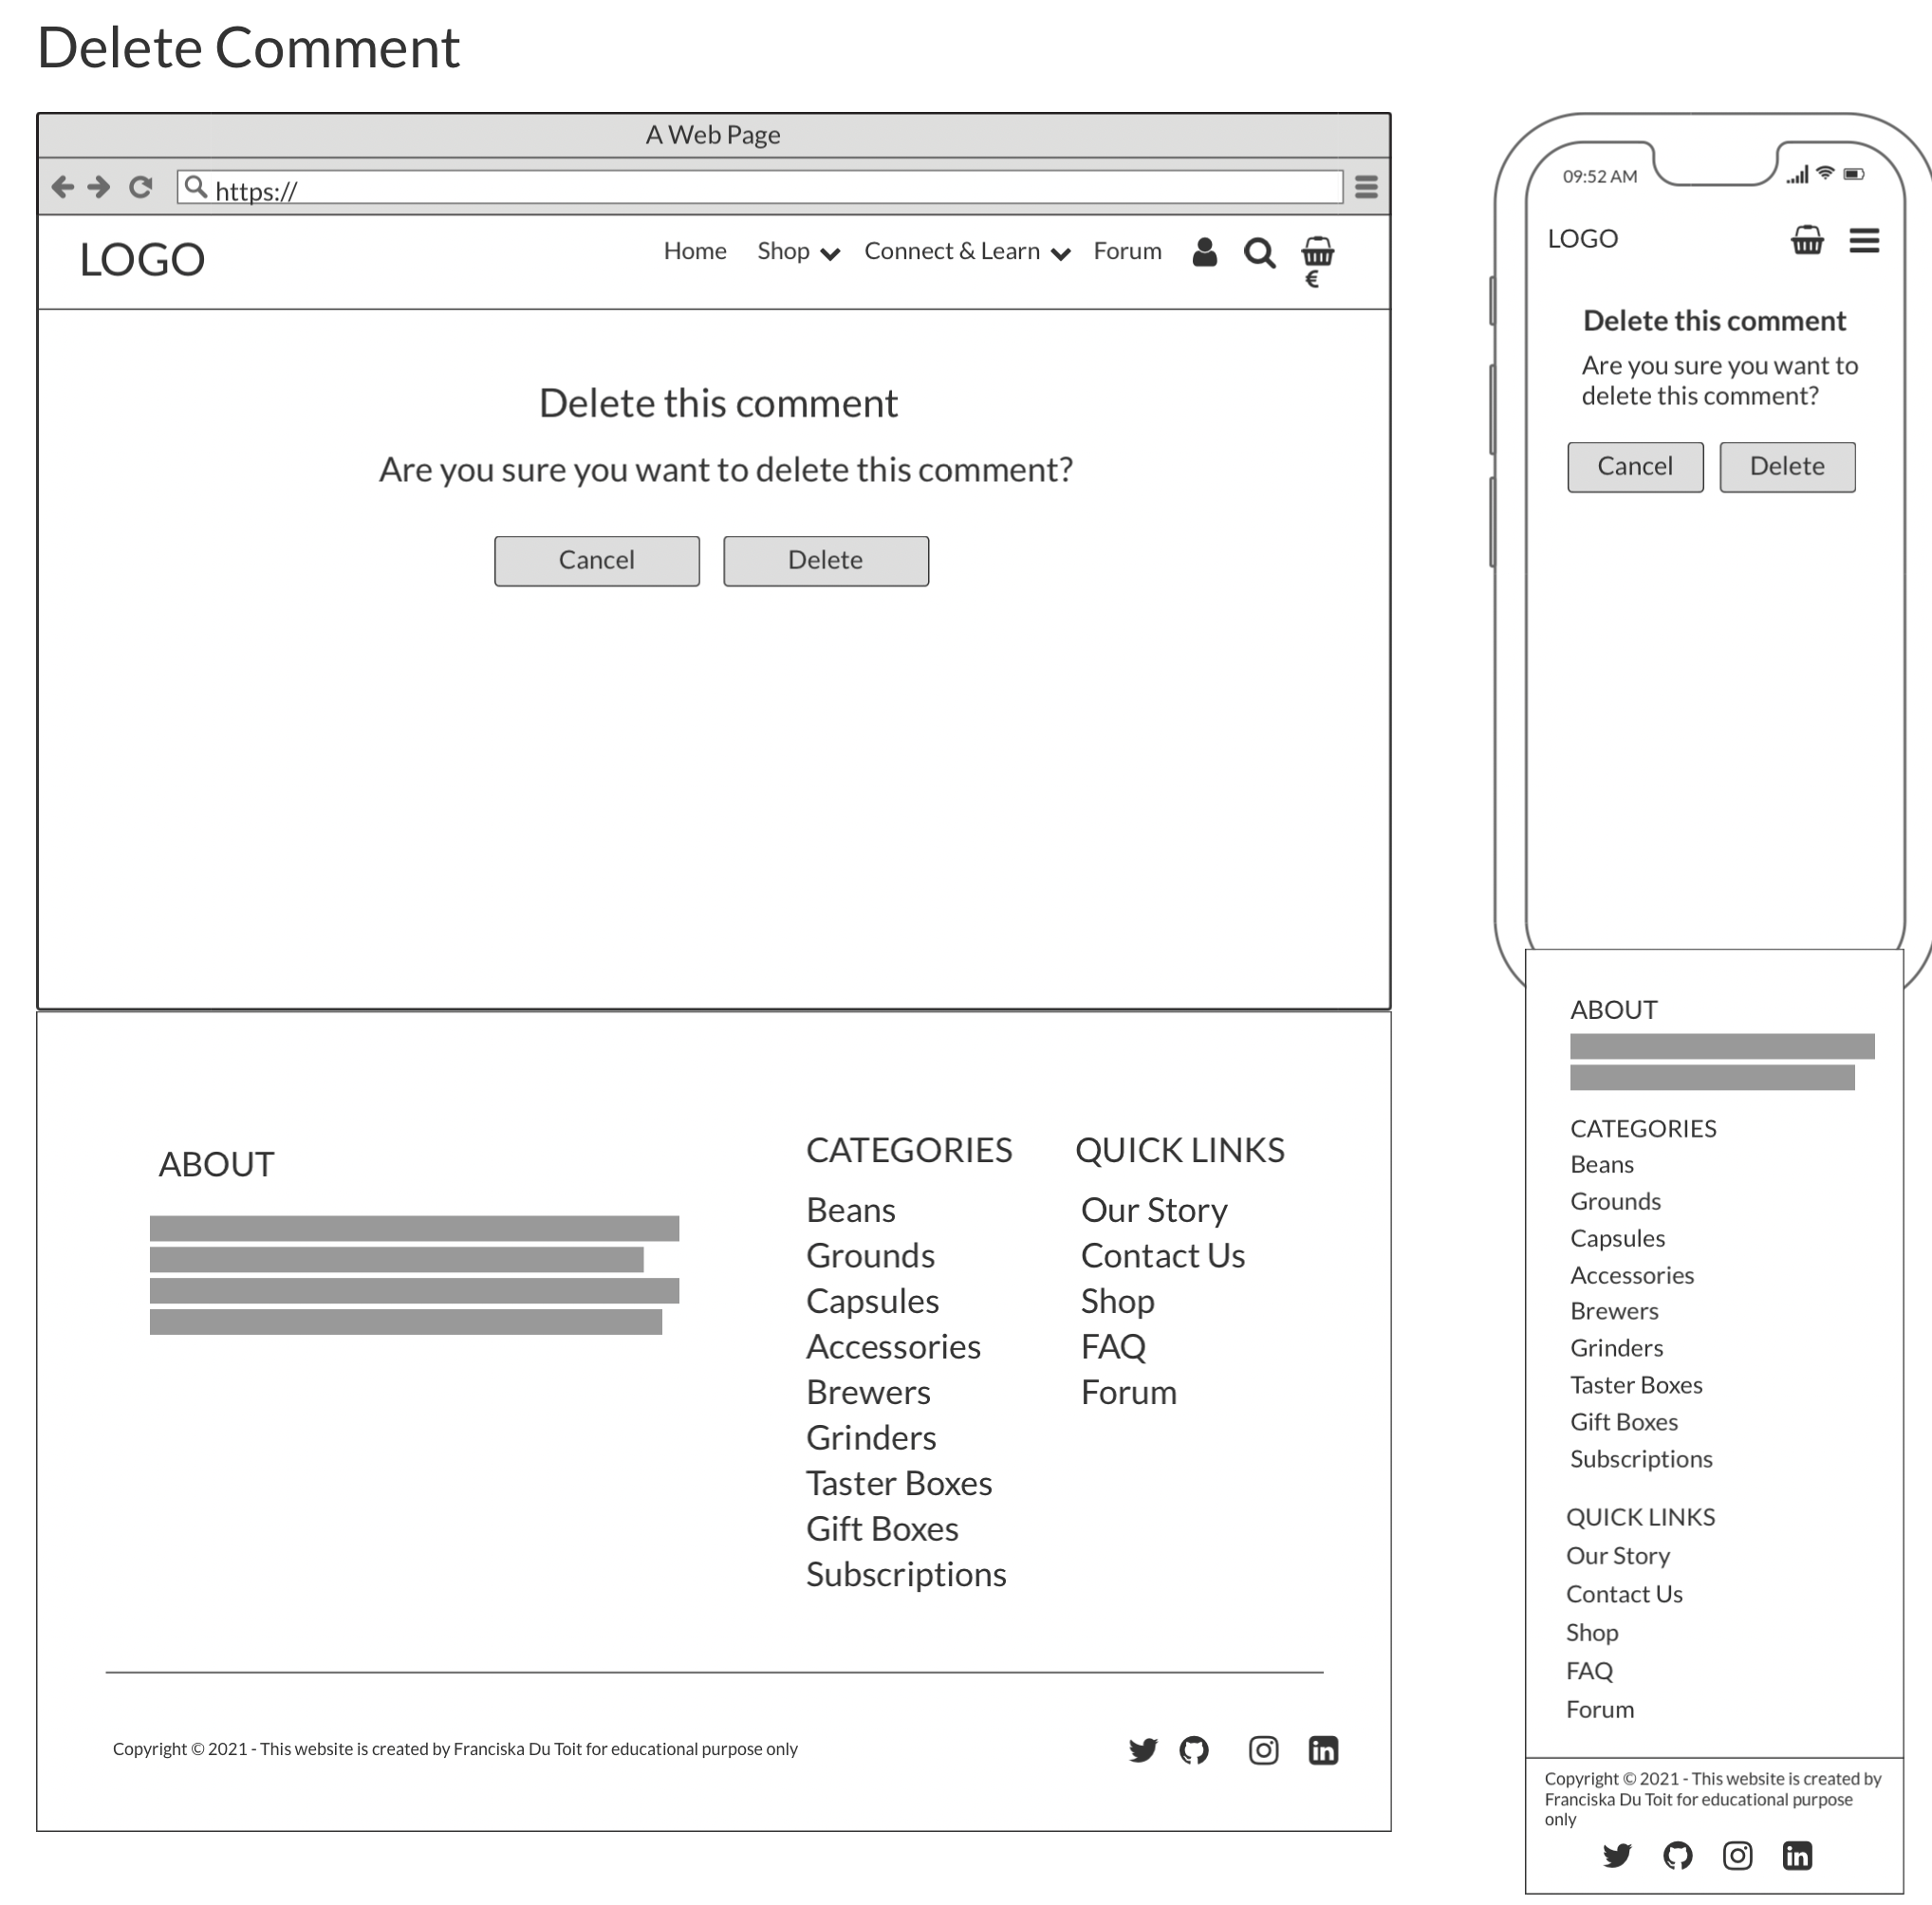 Delete Comment
A Web Page
https://
LOGO
Home Shop Connect & Learn Forum
€
Delete this comment
Are you sure you want to delete this comment?
Cancel Delete
ABOUT
CATEGORIES
Beans
Grounds
Capsules
Accessories
Brewers
Grinders
Taster Boxes
Gift Boxes
Subscriptions
QUICK LINKS
Our Story
Contact Us
Shop
FAQ
Forum
Copyright © 2021 - This website is created by Franciska Du Toit for educational purpose only
09:52 AM
LOGO
Delete this comment
Are you sure you want to
delete this comment?
Cancel Delete
ABOUT
CATEGORIES
Beans
Grounds
Capsules
Accessories
Brewers
Grinders
Taster Boxes
Gift Boxes
Subscriptions
QUICK LINKS
Our Story
Contact Us
Shop
FAQ
Forum
Copyright © 2021 - This website is created by
Franciska Du Toit for educational purpose
only